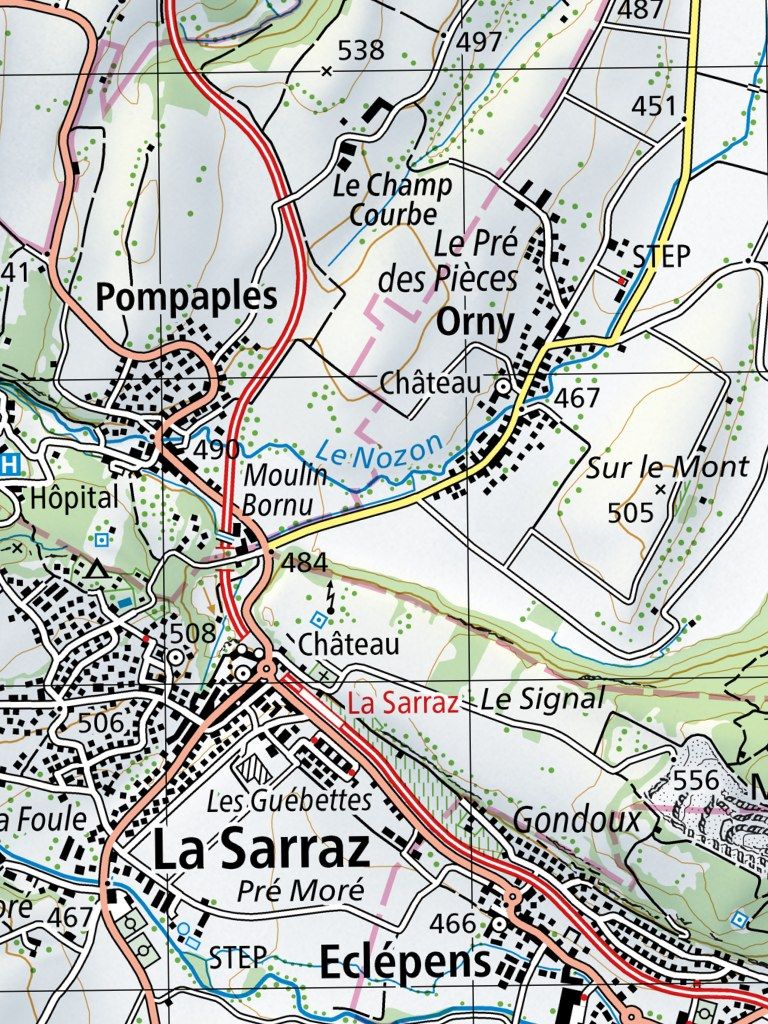 487
497
538
451
Le Champ
Courbe
Le Pré
des Pièces
STEP
41
Pompaples
Orny
Château
467
490
Le Nozon
Sur le Mont
505
H
Hôpital
Moulin
Bornu
484
508
Château
La Sarraz
Le Signal
506
556
Les Guébettes
a Foule
Gondoux
M
La Sarraz
Pré Moré
pré
467
466
STEP
Eclépens